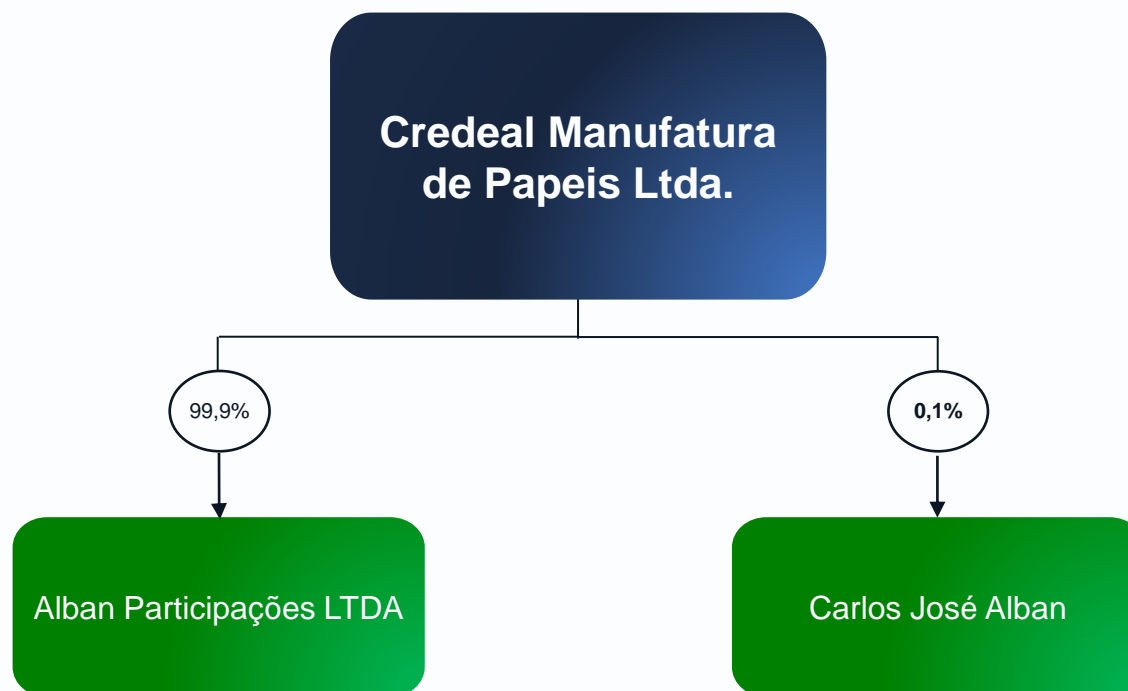 Credeal Manufatura
de Papeis Ltda.
99,9%
0,1%
Alban Participações LTDA
Carlos José Alban